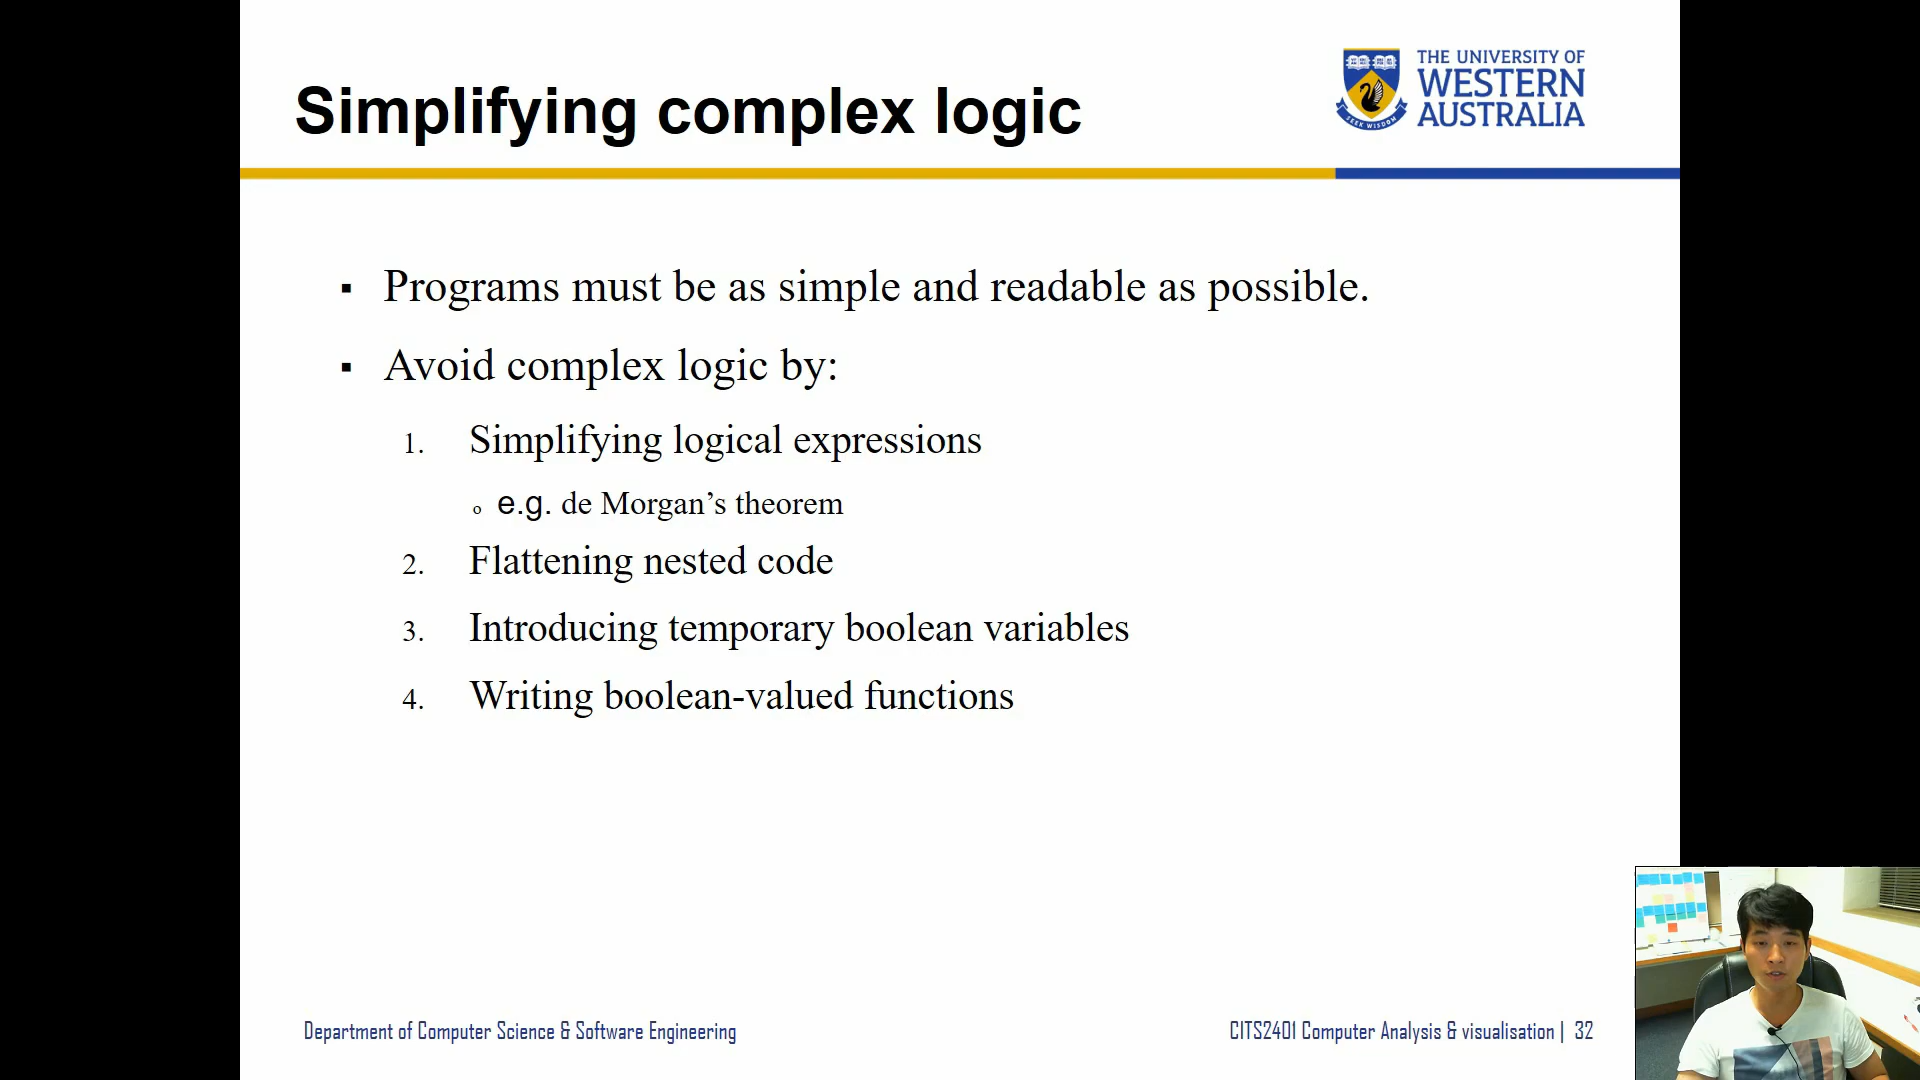 Simplifying complex logic
THE UNIVERSITY OF
WESTERN
AUSTRALIA
SEEK WISDOM
▪ Programs must be as simple and readable as possible.
▪ Avoid complex logic by:
1. Simplifying logical expressions
o e.g. de Morgan’s theorem
2. Flattening nested code
3. Introducing temporary boolean variables
4. Writing boolean-valued functions
Department of Computer Science & Software Engineering
CITS2401 Computer Analysis & visualisation | 32